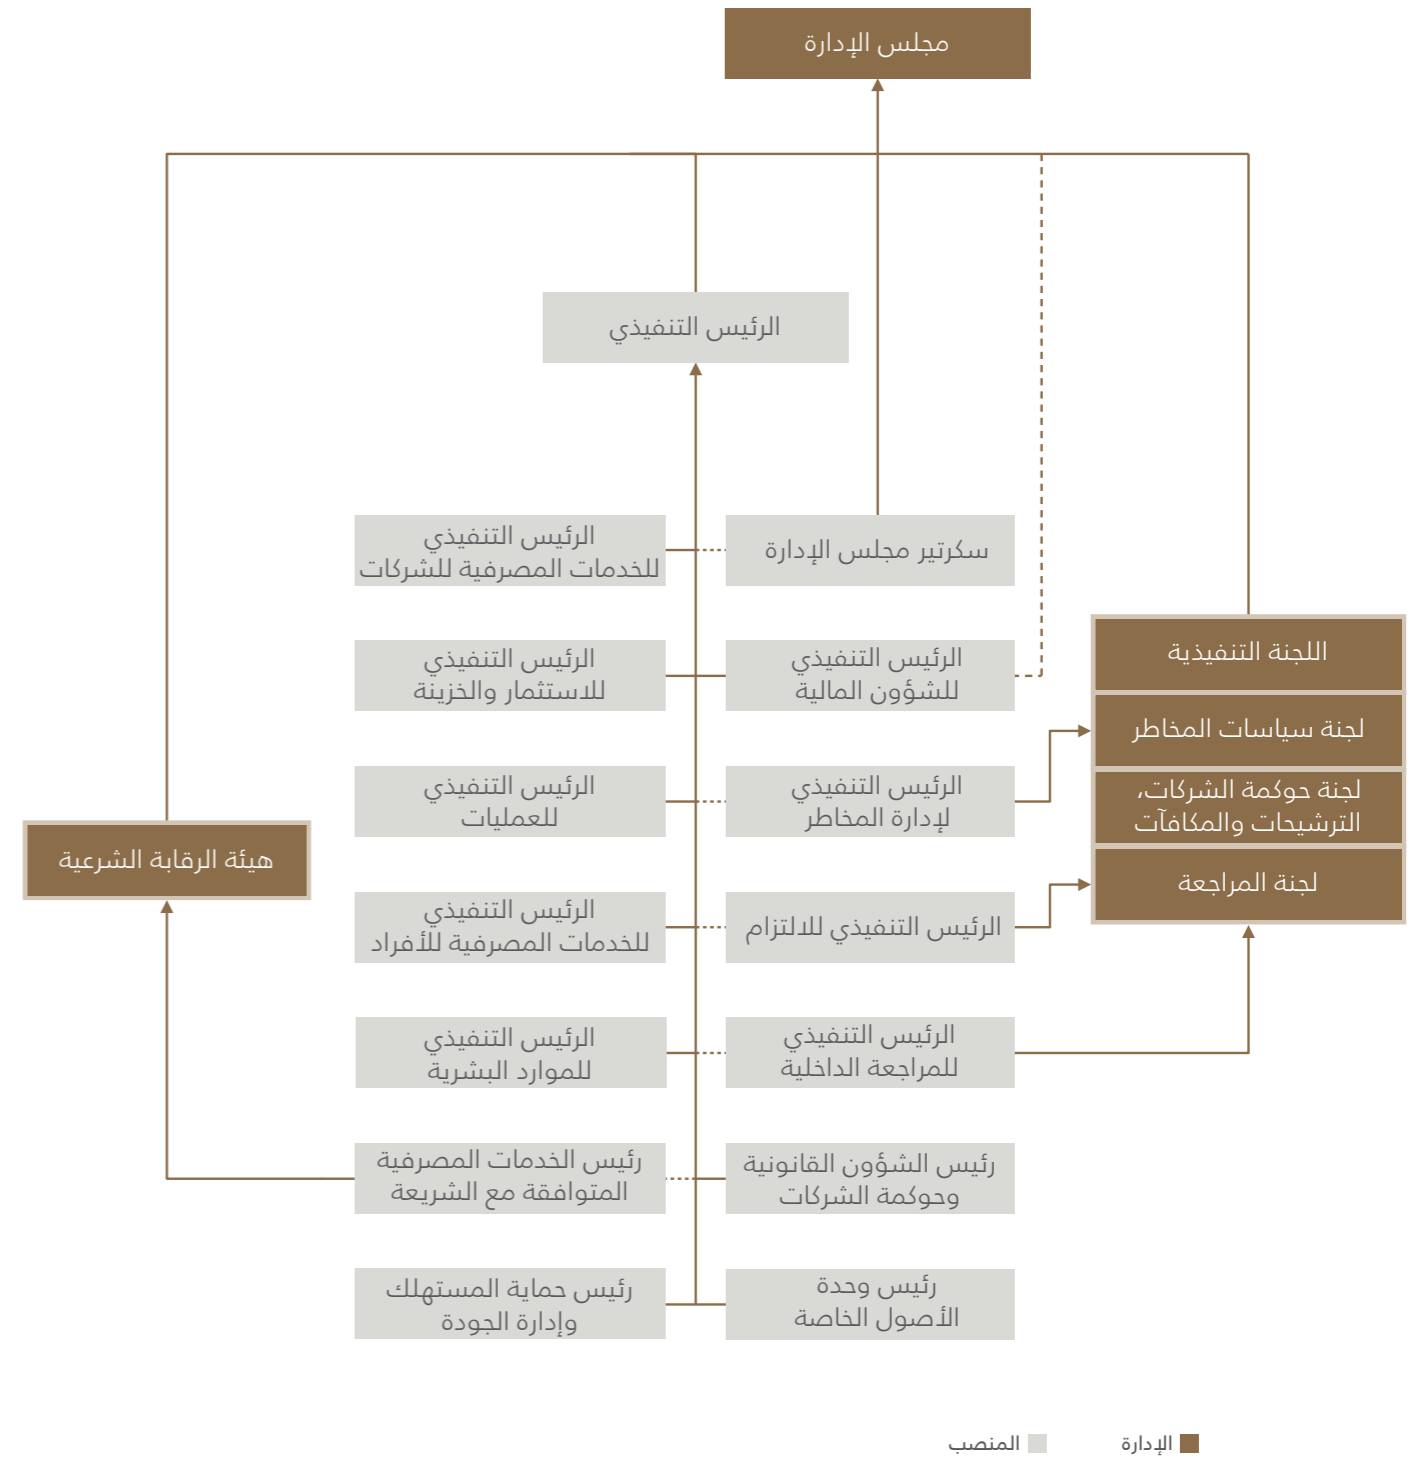 مجلس الإدارة
الرئيس التنفيذي
سكرتير مجلس الإدارة
الرئيس التنفيذي
للخدمات المصرفية للشركات
الرئيس التنفيذي
للشؤون المالية
الرئيس التنفيذي
للاستثمار والخزينة
الرئيس التنفيذي
لإدارة المخاطر
الرئيس التنفيذي
للعمليات
الرئيس التنفيذي للالتزام
الرئيس التنفيذي
للخدمات المصرفية للأفراد
الرئيس التنفيذي
للمراجعة الداخلية
الرئيس التنفيذي
للموارد البشرية
رئيس الشؤون القانونية
وحوكمة الشركات
رئيس الخدمات المصرفية
المتوافقة مع الشريعة
رئيس وحدة
الأصول الخاصة
رئيس حماية المستهلك
وإدارة الجودة
اللجنة التنفيذية
لجنة سياسات المخاطر
لجنة حوكمة الشركات،
الترشيحات والمكافآت
لجنة المراجعة
هيئة الرقابة الشرعية
الإدارة
المنصب